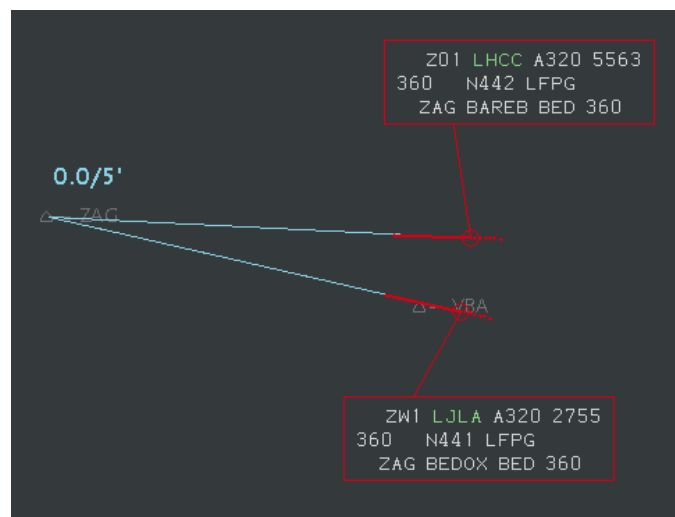 Z01 LHCC A320 5563
360 N442 LFPG
ZAG BAREB BED 360
0.0/5'
ZAG
VBA
ZW1 LJLA A320 2755
360 N441 LFPG
ZAG BEDOX BED 360